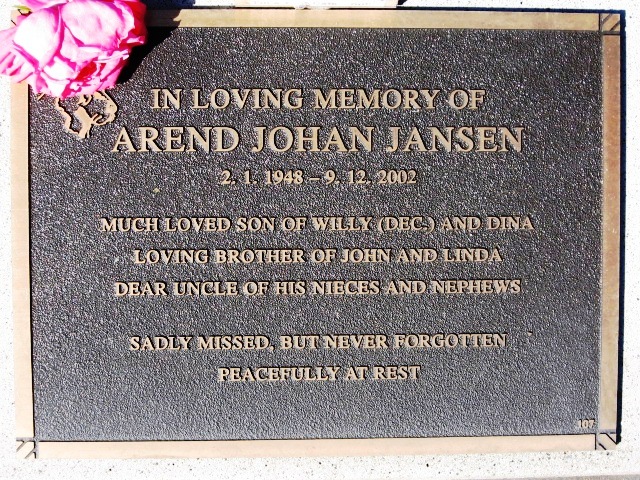 IN LOVING MEMORY OF
AREND JOHAN JANSEN
2. 1. 1948 – 9. 12. 2002
MUCH LOVED SON OF WILLY (DEC.) AND DINA
LOVING BROTHER OF JOHN AND LINDA
DEAR UNCLE OF HIS NIECES AND NEPHEWS
SADLY MISSED, BUT NEVER FORGOTTEN
PEACEFULLY AT REST
107